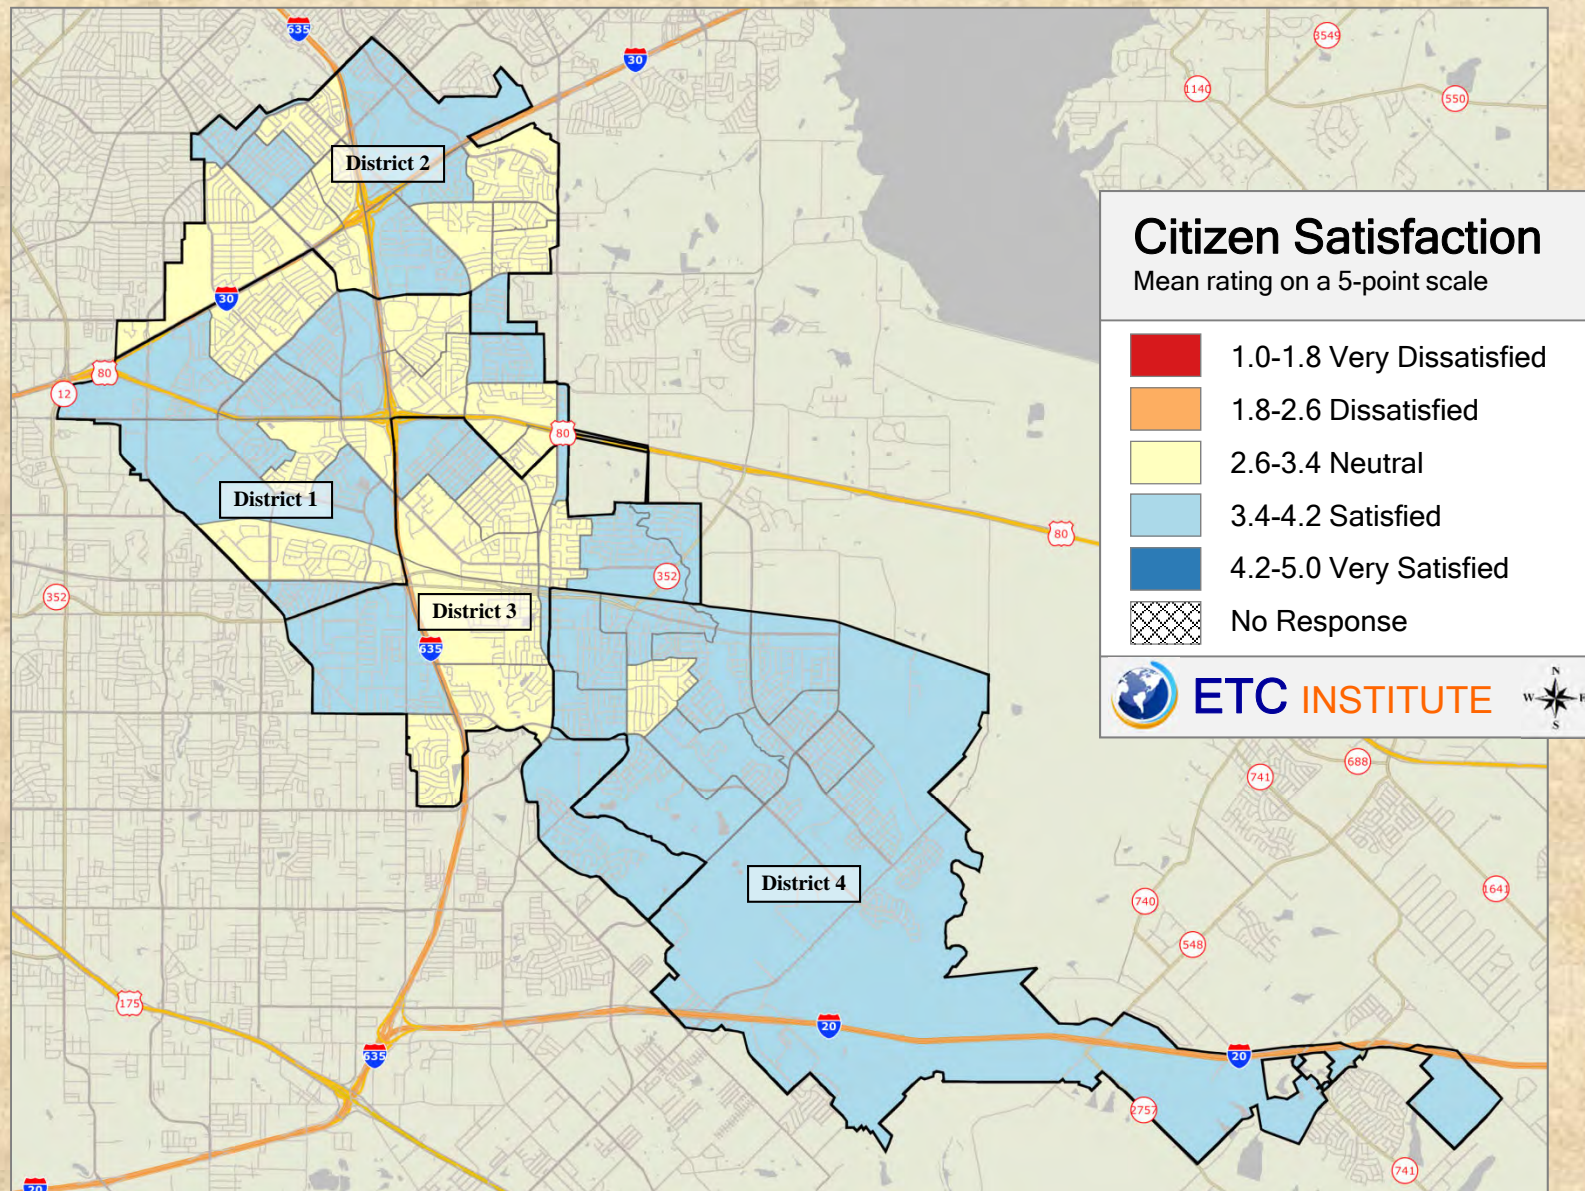 635
30
3549
1140
550
District 2
Citizen Satisfaction
Mean rating on a 5-point scale
30
1.0-1.8 Very Dissatisfied
80
12
1.8-2.6 Dissatisfied
80
2.6-3.4 Neutral
District 1
3.4-4.2 Satisfied
80
352
4.2-5.0 Very Satisfied
352
District 3
No Response
635
ETC INSTITUTE
N
W
E
S
688
741
District 4
1641
740
548
175
20
635
20
2757
741
20